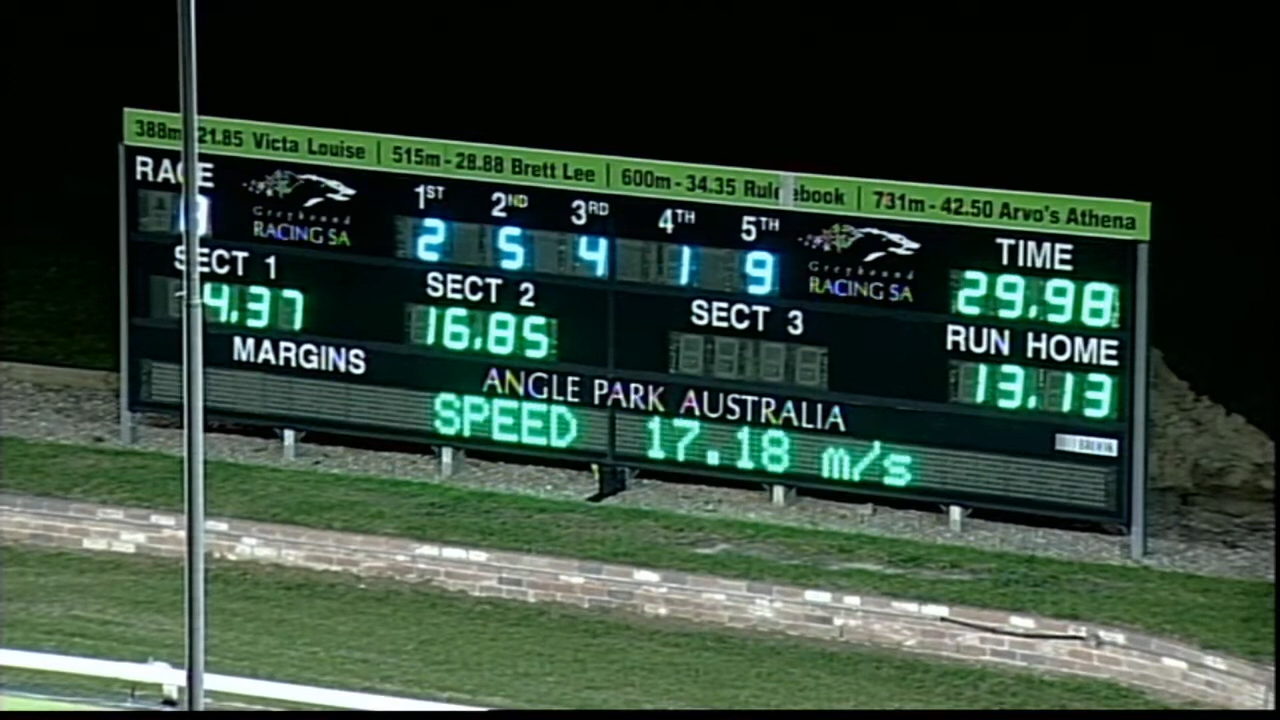 388m 21.85 Victa Louise | 515m - 28.88 Brett Lee | 600m - 34.35 Rulebook | 731m - 42.50 Arvo's Athena
RACE
Greyhound RACING SA
1ST 2ND 3RD 4TH 5TH
2 5 4 1 9
Greyhound RACING SA
TIME
29.98
SECT 1
4.37
SECT 2
16.85
SECT 3
RUN HOME
13.13
MARGINS
ANGLE PARK AUSTRALIA
SPEED 17.18 m/s